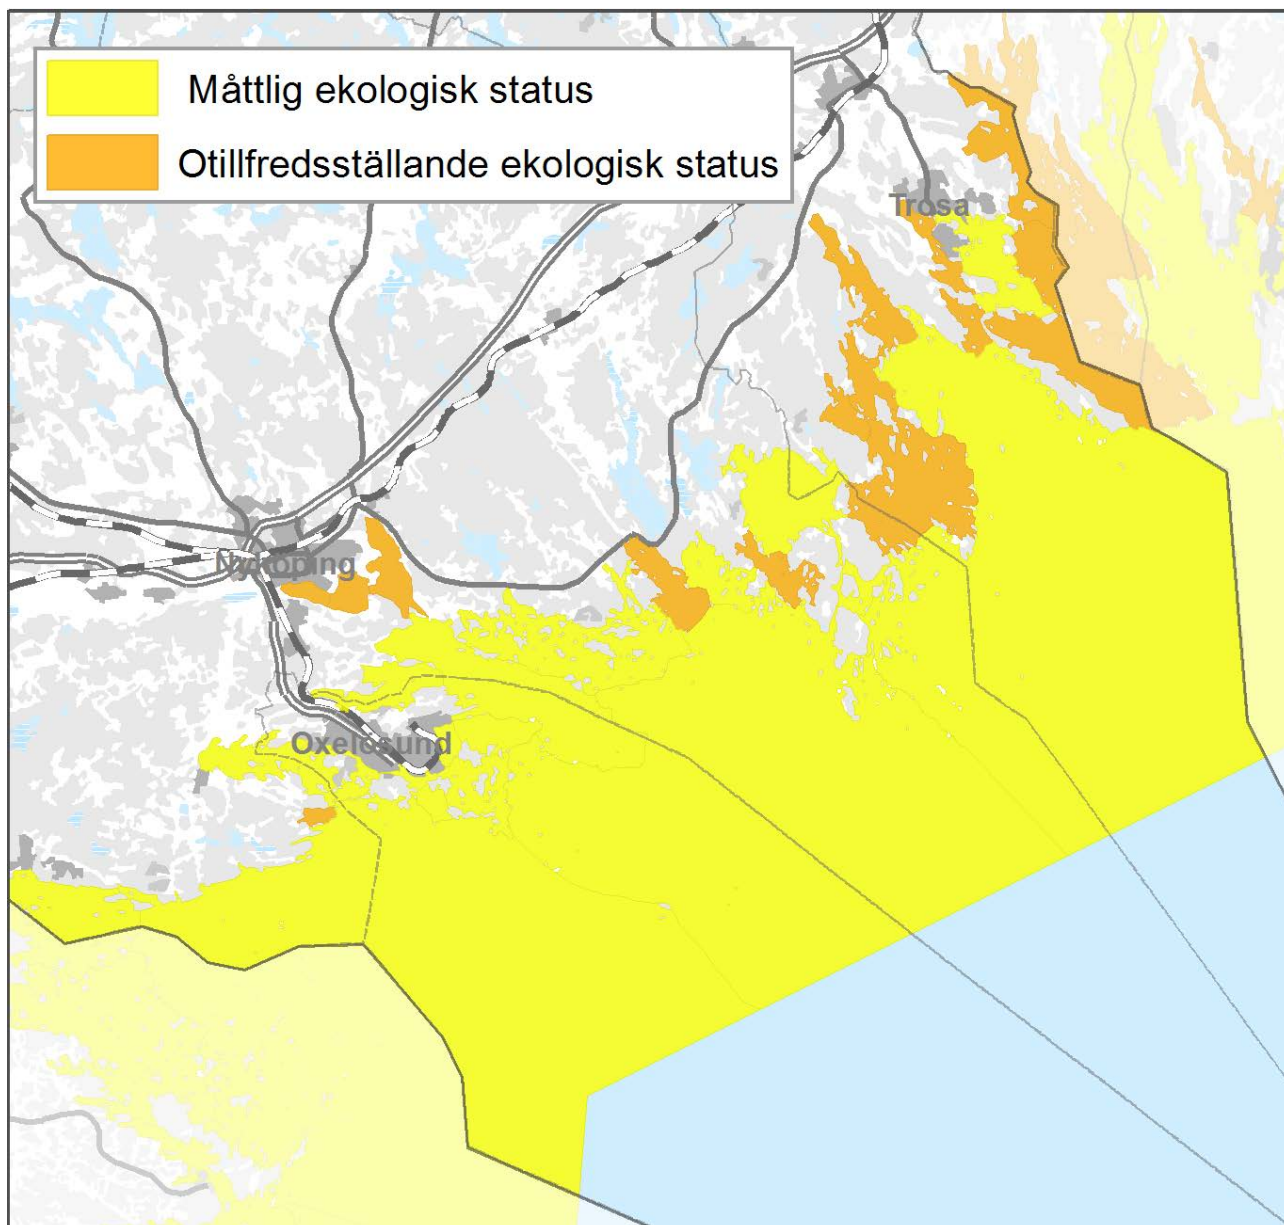 Måttlig ekologisk status
Otillfredsställande ekologisk status
Trosa
Nyköping
Oxelösund